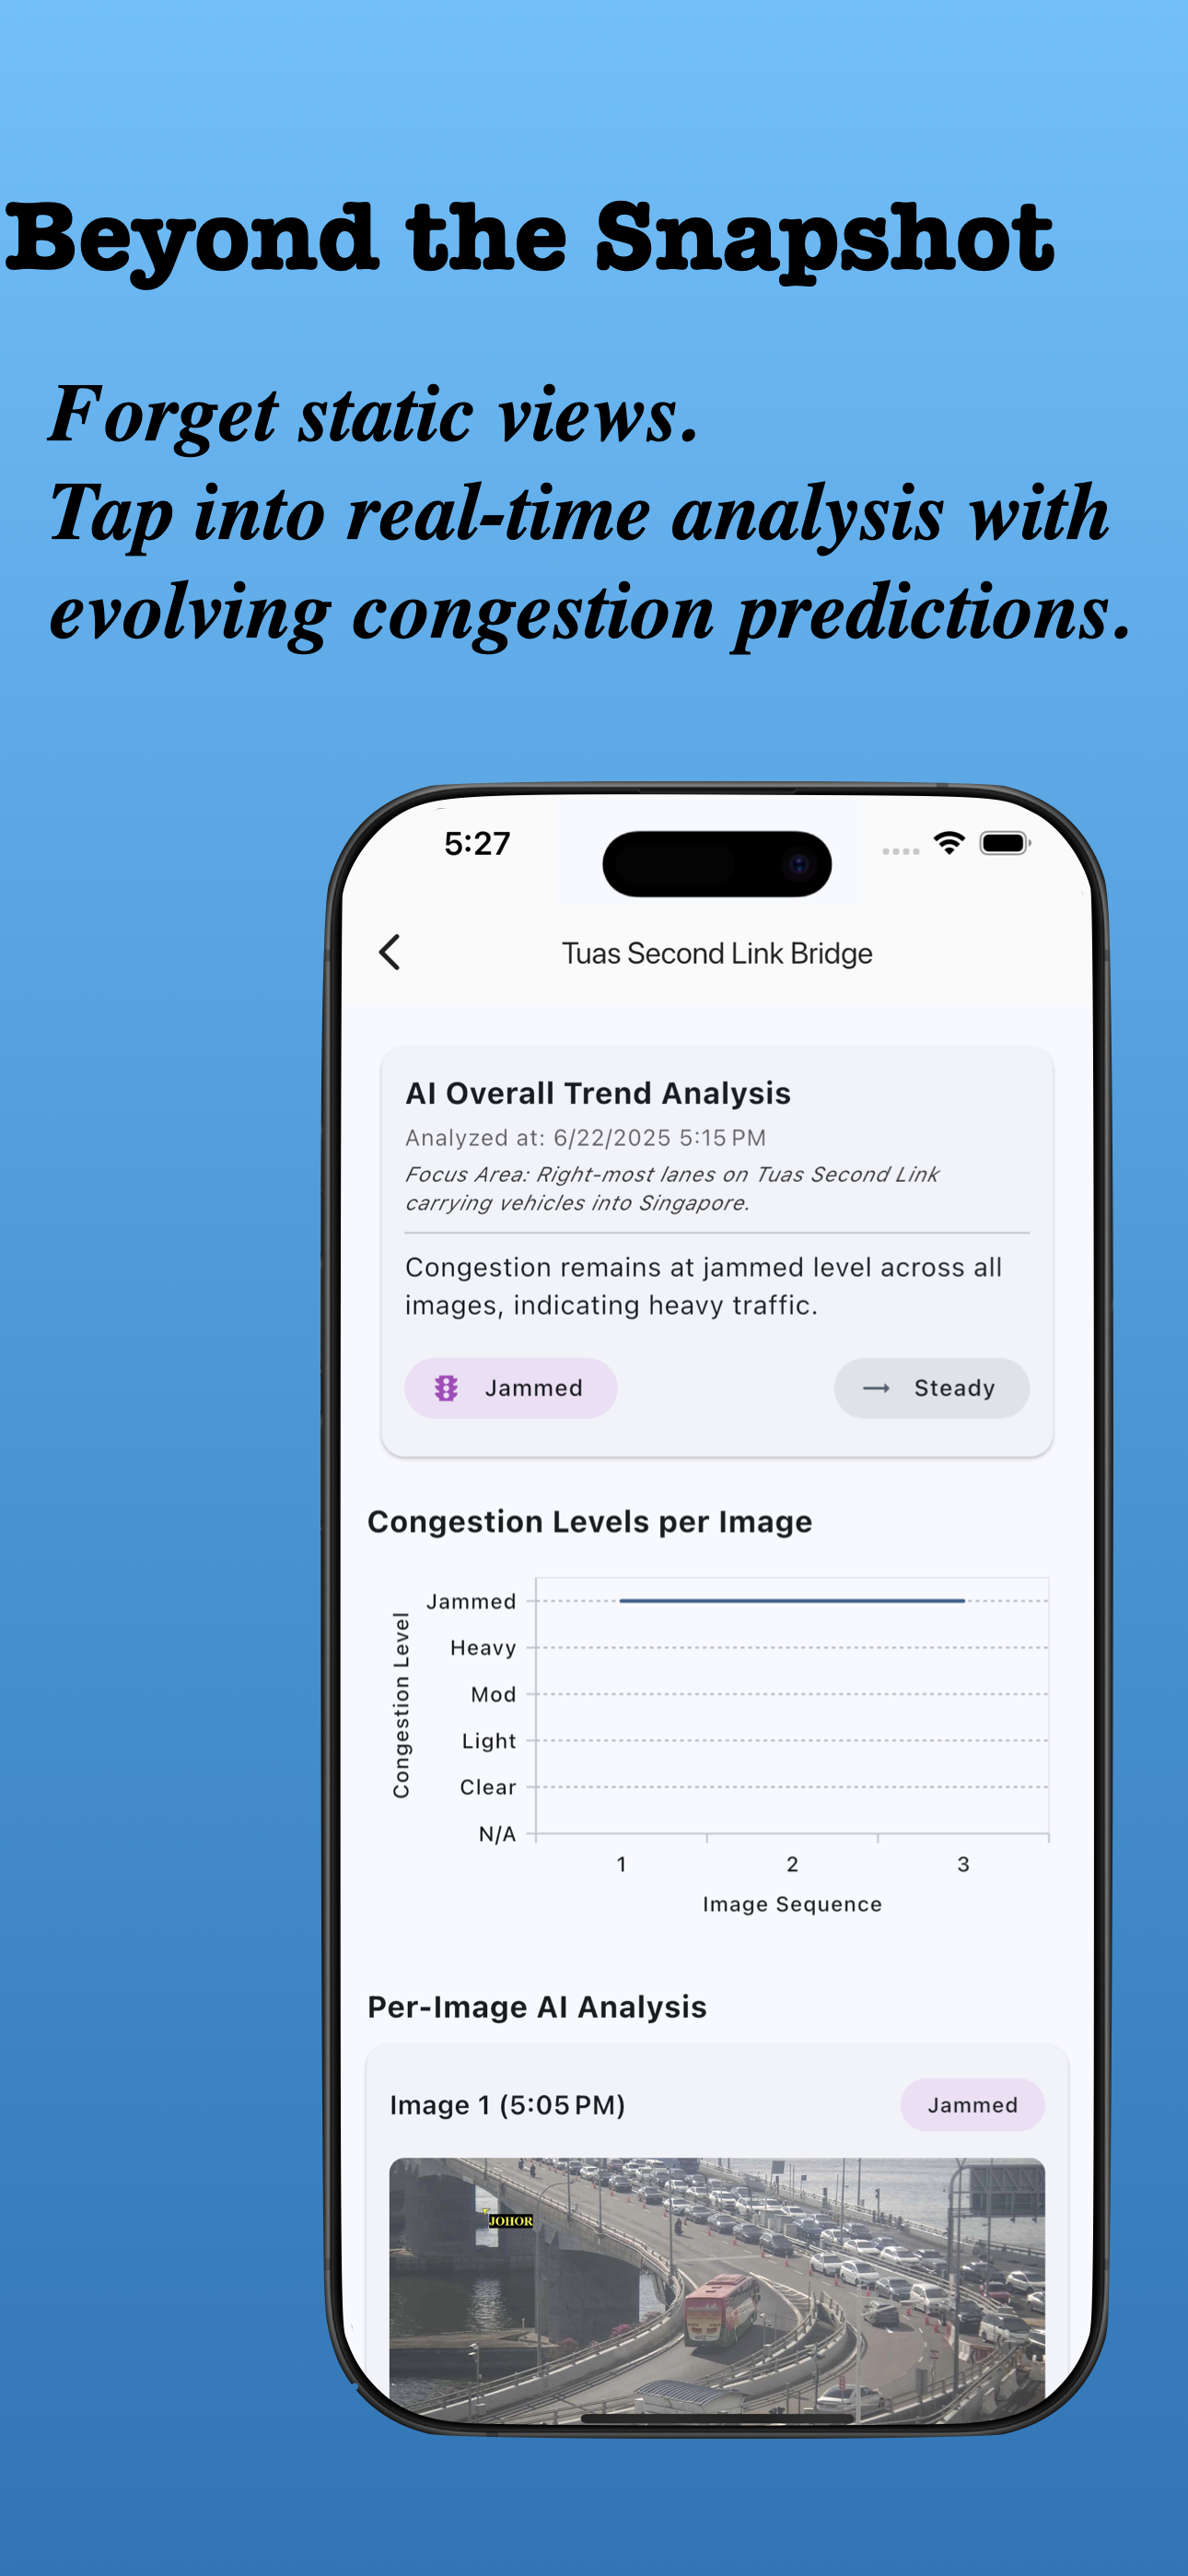 Beyond the Snapshot
Forget static views.
Tap into real-time analysis with
evolving congestion predictions.
5:27
Tuas Second Link Bridge
AI Overall Trend Analysis
Analyzed at: 6/22/2025 5:15 PM
Focus Area: Right-most lanes on Tuas Second Link
carrying vehicles into Singapore.
Congestion remains at jammed level across all
images, indicating heavy traffic.
Jammed
Steady
Congestion Levels per Image
Congestion Level
Jammed
Heavy
Mod
Light
Clear
N/A
1 2 3
Image Sequence
Per-Image AI Analysis
Image 1 (5:05 PM)
Jammed
JOHOR